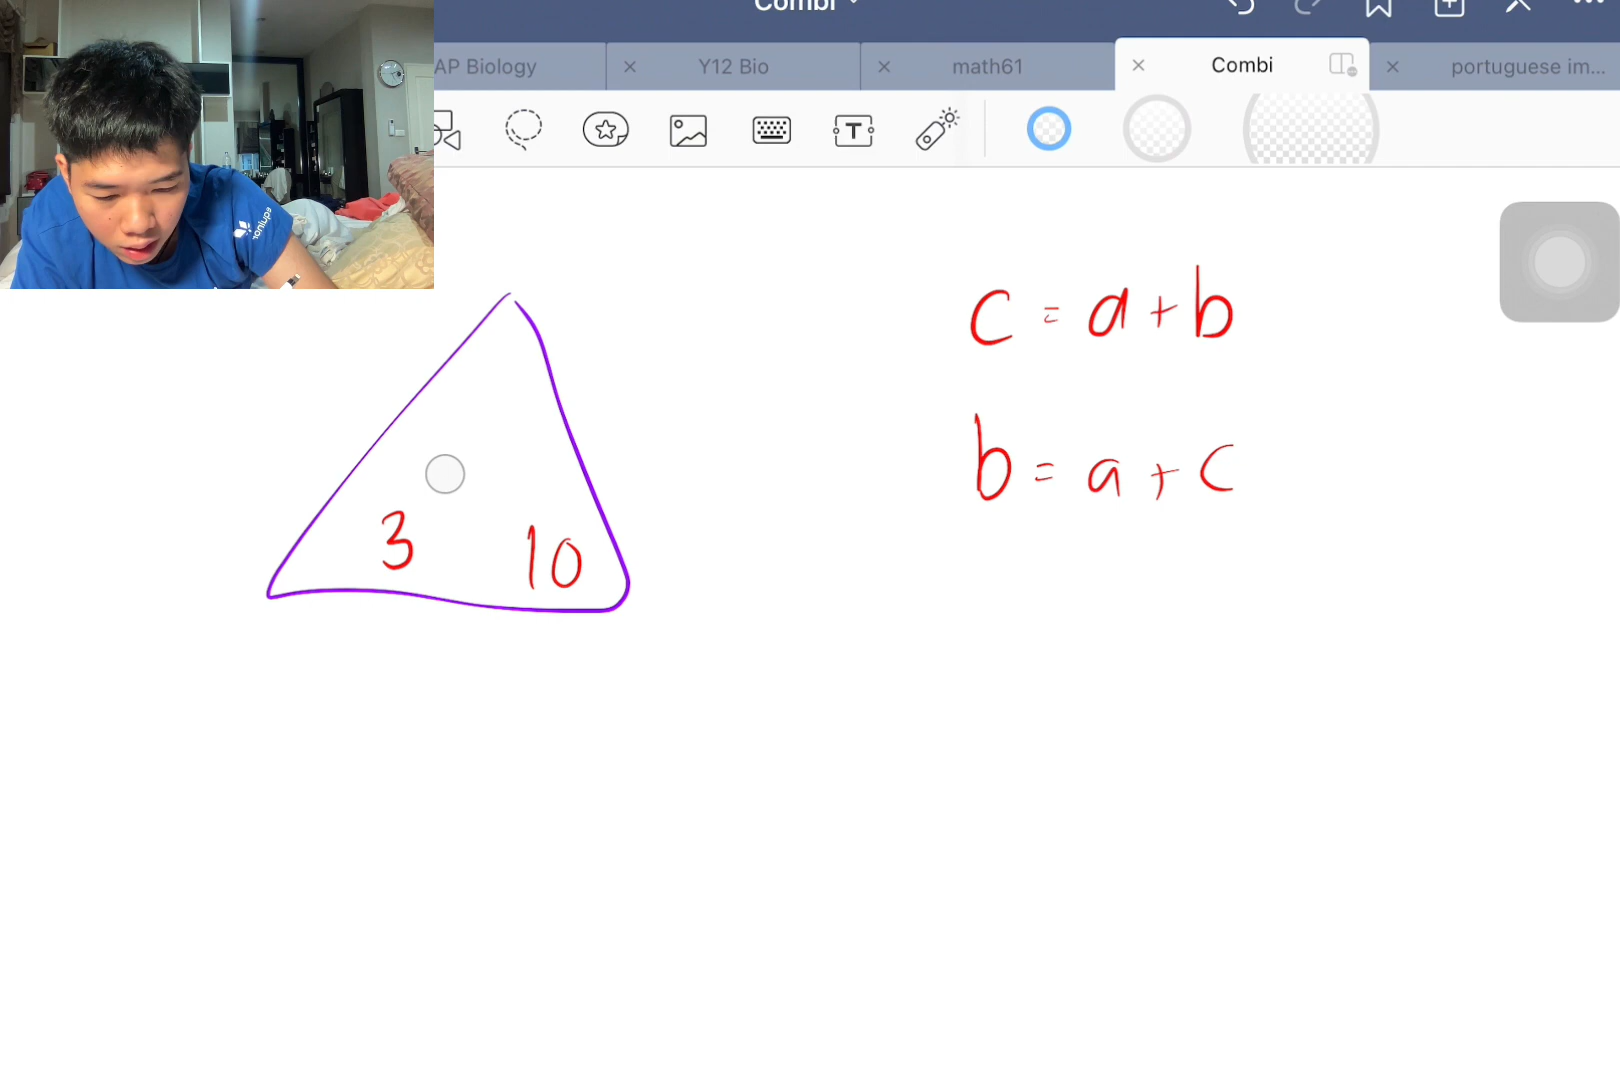 Combi
AP Biology
Y12 Bio
math61
Combi
portuguese im...
T
c = a + b
b = a + c
3 10